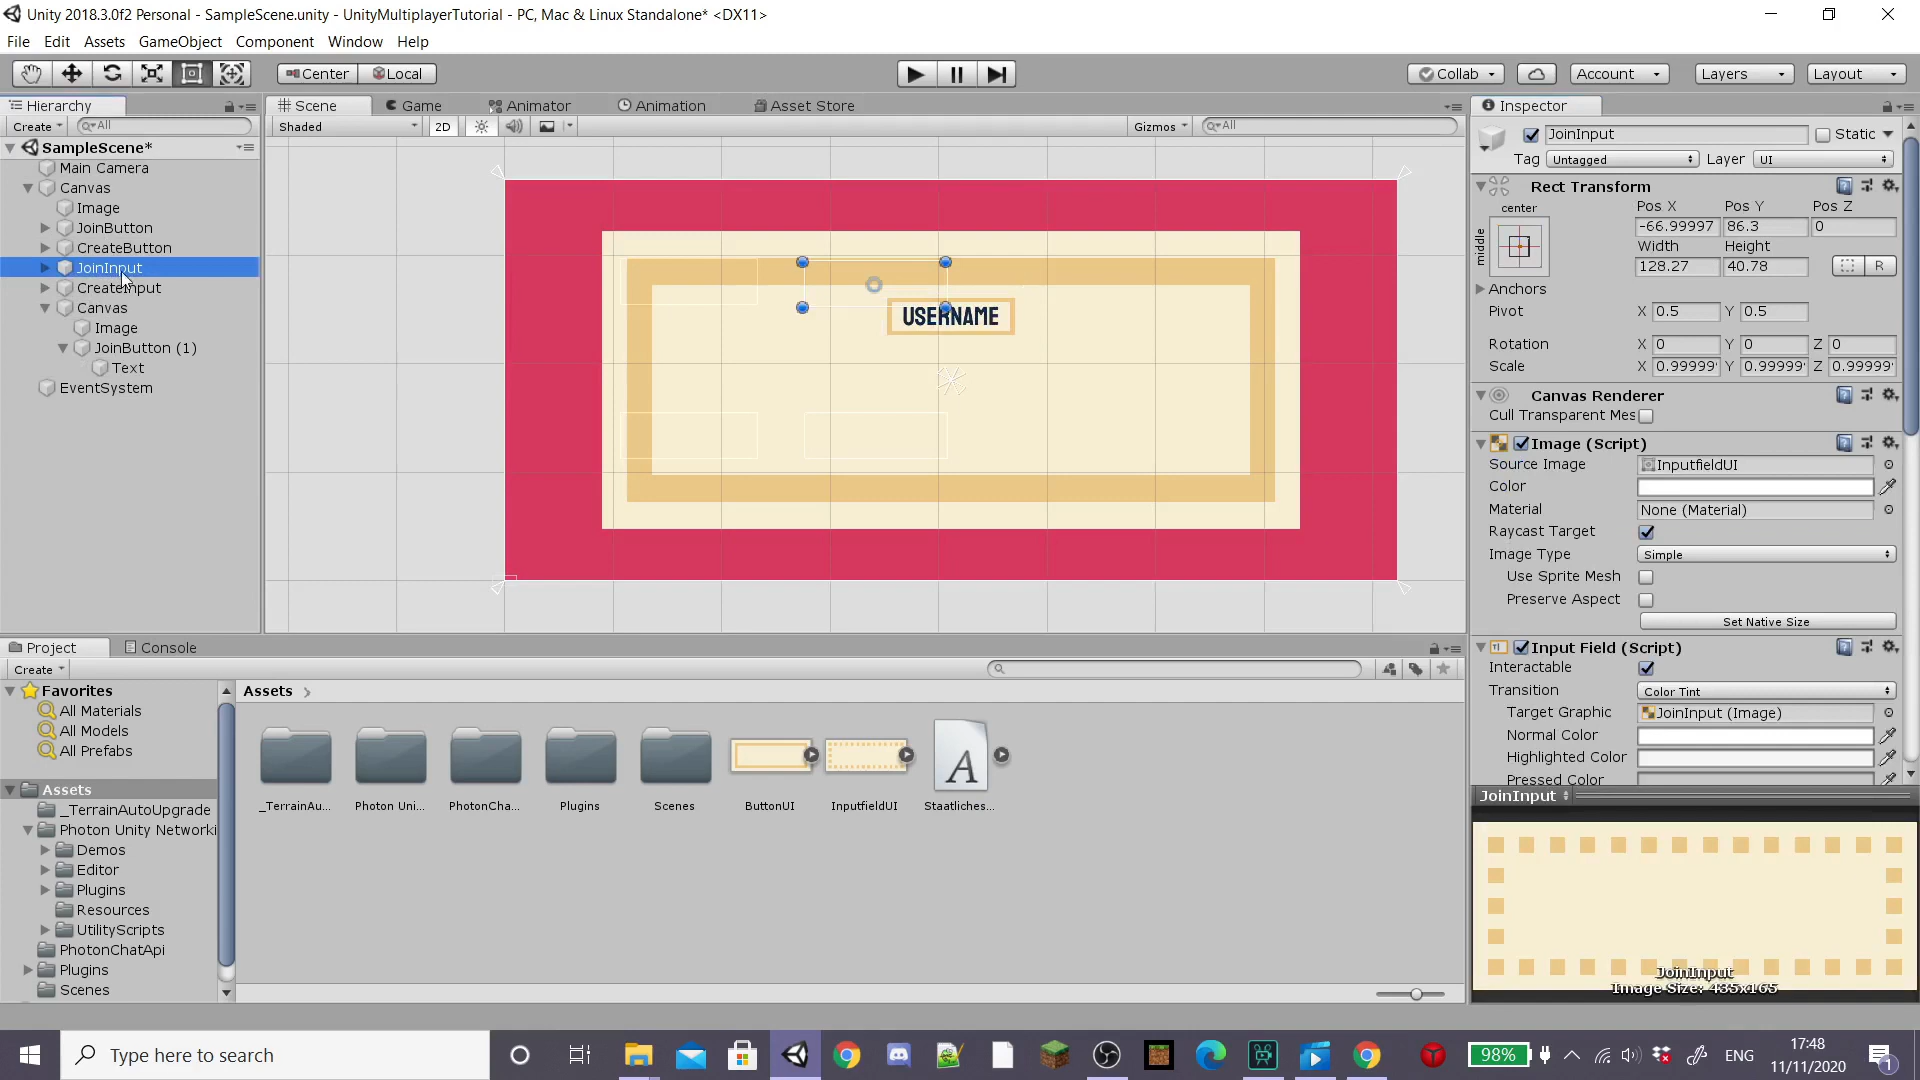 Unity 2018.3.0f2 Personal - SampleScene.unity - UnityMultiplayerTutorial - PC, Mac & Linux Standalone* <DX11>
File Edit Assets GameObject Component Window Help
Center Local Collab Account Layers Layout
Hierarchy
Create All
SampleScene*
Main Camera
Canvas
Image
JoinButton
CreateButton
JoinInput
CreateInput
Canvas
Image
JoinButton (1)
Text
EventSystem
Scene Game Animator Animation Asset Store
Shaded 2D Gizmos All
USERNAME
Inspector
JoinInput Static
Tag Untagged Layer UI
Rect Transform
center Pos X Pos Y Pos Z
middle -66.99997 86.3 0
Width Height
128.27 40.78 R
Anchors
Pivot X 0.5 Y 0.5
Rotation X 0 Y 0 Z 0
Scale X 0.99999 Y 0.99999 Z 0.99999
Canvas Renderer
Cull Transparent Mes
Image (Script)
Source Image InputfieldUI
Color
Material None (Material)
Raycast Target
Image Type Simple
Use Sprite Mesh
Preserve Aspect
Set Native Size
Input Field (Script)
Interactable
Transition Color Tint
Target Graphic JoinInput (Image)
Normal Color
Highlighted Color
Pressed Color
JoinInput
JoinInput
Image Size: 435x165
Project Console
Create
Favorites
All Materials
All Models
All Prefabs
Assets
_TerrainAutoUpgrade
Photon Unity Networki
Demos
Editor
Plugins
Resources
UtilityScripts
PhotonChatApi
Plugins
Scenes
Assets
_TerrainAu... Photon Uni... PhotonCha... Plugins Scenes ButtonUI InputfieldUI Staatliches...
A
Type here to search
98% ENG 17:48
11/11/2020
1